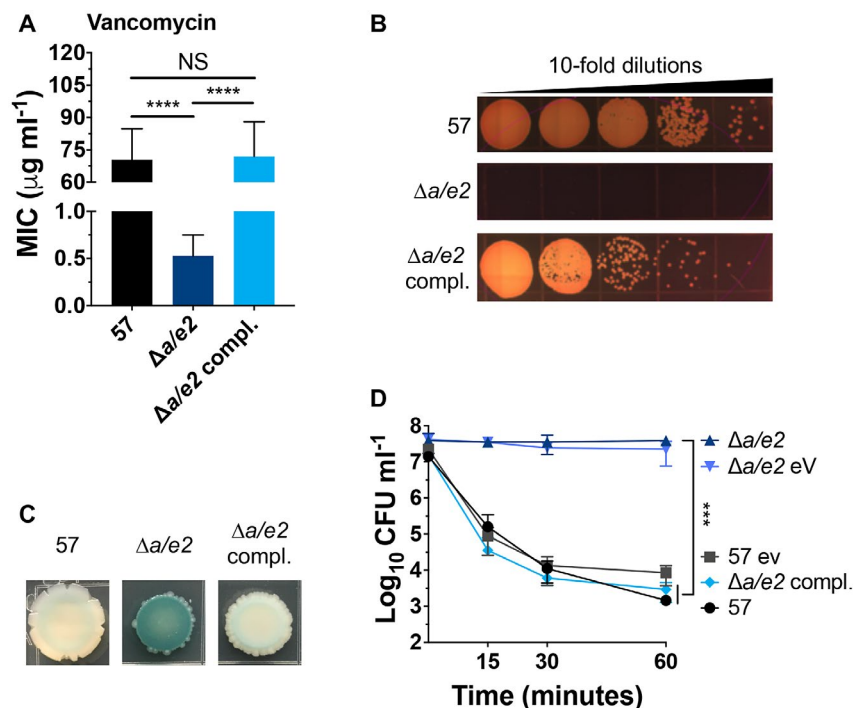 A
Vancomycin
MIC (µg ml-1)
120
105
90
75
60
1.0
0.5
0.0
NS
****
****
57
Δa/e2
Δa/e2 compl.
B
10-fold dilutions
57
Δa/e2
Δa/e2
compl.
C
57
Δa/e2
Δa/e2
compl.
D
Log10 CFU ml-1
8
7
6
5
4
3
2
15
30
60
Time (minutes)
Δa/e2
Δa/e2 eV
***
57 ev
Δa/e2 compl.
57